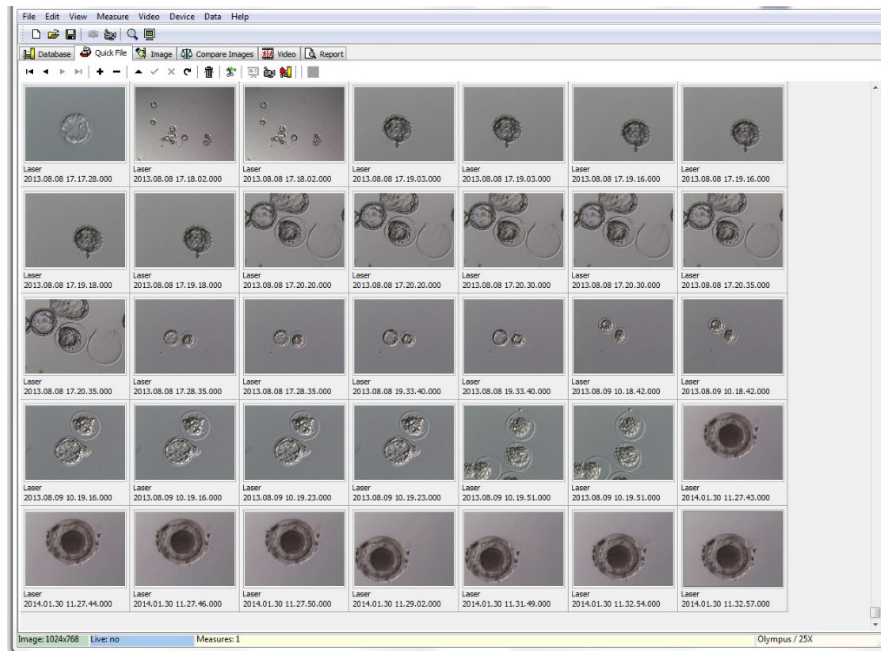 File Edit View Measure Video Device Data Help
Database Quick File Image Compare Images Video Report
Laser Laser Laser Laser Laser Laser Laser
2013.08.08 17.17.28.000 2013.08.08 17.18.02.000 2013.08.08 17.18.02.000 2013.08.08 17.19.03.000 2013.08.08 17.19.03.000 2013.08.08 17.19.16.000 2013.08.08 17.19.16.000
Laser Laser Laser Laser Laser Laser Laser
2013.08.08 17.19.18.000 2013.08.08 17.19.18.000 2013.08.08 17.20.20.000 2013.08.08 17.20.20.000 2013.08.08 17.20.30.000 2013.08.08 17.20.30.000 2013.08.08 17.20.35.000
Laser Laser Laser Laser Laser Laser Laser
2013.08.08 17.20.35.000 2013.08.08 17.28.35.000 2013.08.08 17.28.35.000 2013.08.08 19.33.40.000 2013.08.08 19.33.40.000 2013.08.09 10.18.42.000 2013.08.09 10.18.42.000
Laser Laser Laser Laser Laser Laser Laser
2013.08.09 10.19.16.000 2013.08.09 10.19.16.000 2013.08.09 10.19.23.000 2013.08.09 10.19.23.000 2013.08.09 10.19.51.000 2013.08.09 10.19.51.000 2014.01.30 11.27.43.000
Laser Laser Laser Laser Laser Laser Laser
2014.01.30 11.27.44.000 2014.01.30 11.27.46.000 2014.01.30 11.27.50.000 2014.01.30 11.29.02.000 2014.01.30 11.31.49.000 2014.01.30 11.32.54.000 2014.01.30 11.32.57.000
Image: 1024x768 Live: no Measures: 1 Olympus / 25X